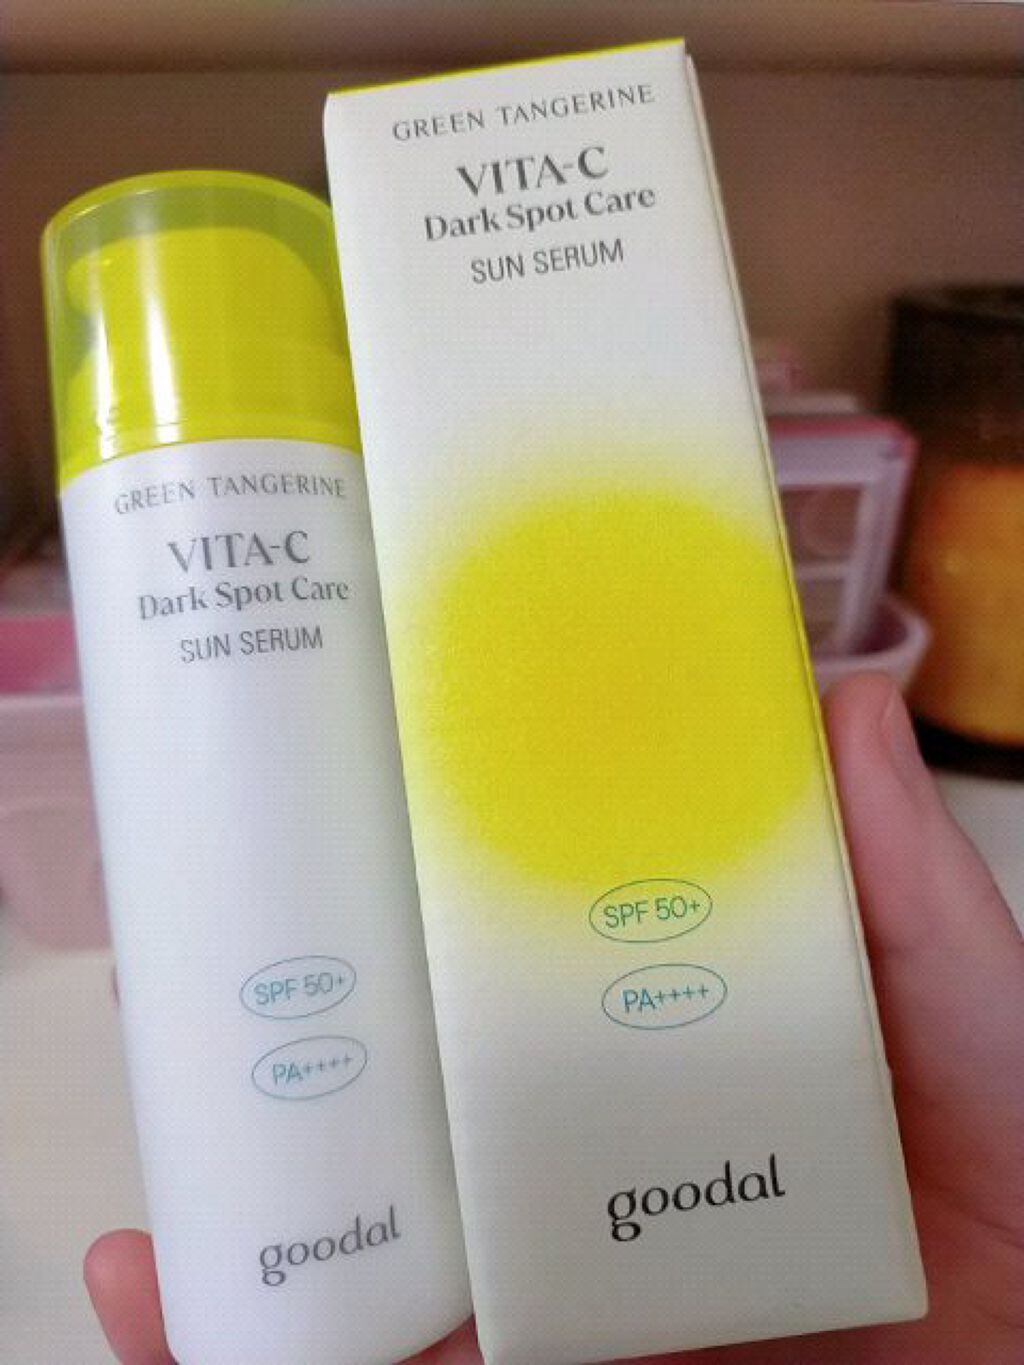 GREEN TANGERINE
VITA-C
Dark Spot Care
SUN SERUM
SPF 50+
PA++++
goodal
GREEN TANGERINE
VITA-C
Dark Spot Care
SUN SERUM
SPF 50+
PA++++
goodal